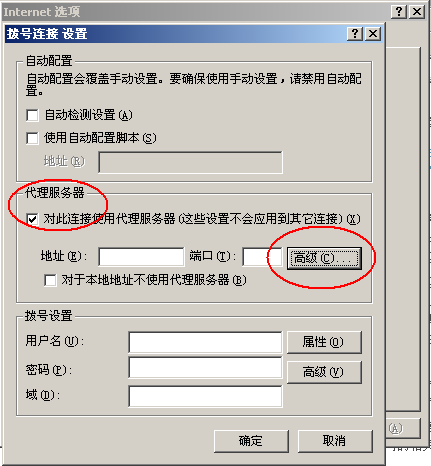 Internet 选项
拨号连接 设置
自动配置
自动配置会覆盖手动设置。要确保使用手动设置，请禁用自动配
置。
自动检测设置(A)
使用自动配置脚本(S)
地址(R)
代理服务器
对此连接使用代理服务器(这些设置不会应用到其它连接)(X)
地址(E): 端口(T): 高级(C)...
对于本地地址不使用代理服务器(B)
拨号设置
用户名(U): 属性(O)
密码(P): 高级(V)
域(D):
(A)
确定 取消